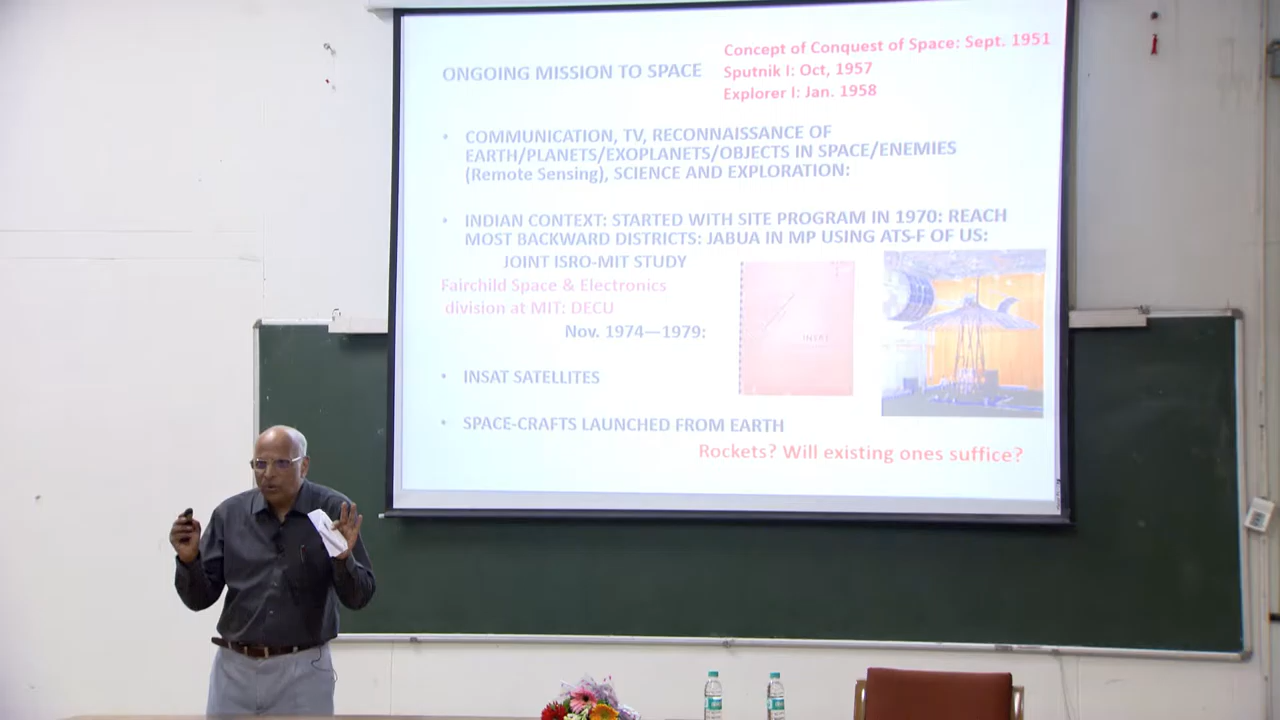 ONGOING MISSION TO SPACE
Concept of Conquest of Space: Sept. 1951
Sputnik I: Oct, 1957
Explorer I: Jan. 1958
• COMMUNICATION, TV, RECONNAISSANCE OF
EARTH/PLANETS/EXOPLANETS/OBJECTS IN SPACE/ENEMIES
(Remote Sensing), SCIENCE AND EXPLORATION:
• INDIAN CONTEXT: STARTED WITH SITE PROGRAM IN 1970: REACH
MOST BACKWARD DISTRICTS: JABUA IN MP USING ATS-F OF US:
JOINT ISRO-MIT STUDY
Fairchild Space & Electronics
division at MIT: DECU
Nov. 1974—1979:
INSAT
• INSAT SATELLITES
• SPACE-CRAFTS LAUNCHED FROM EARTH
Rockets? Will existing ones suffice?